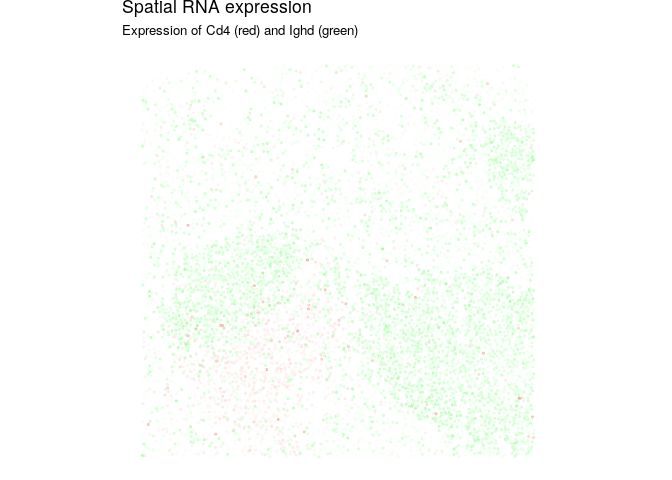 Spatial RNA expression
Expression of Cd4 (red) and Ighd (green)